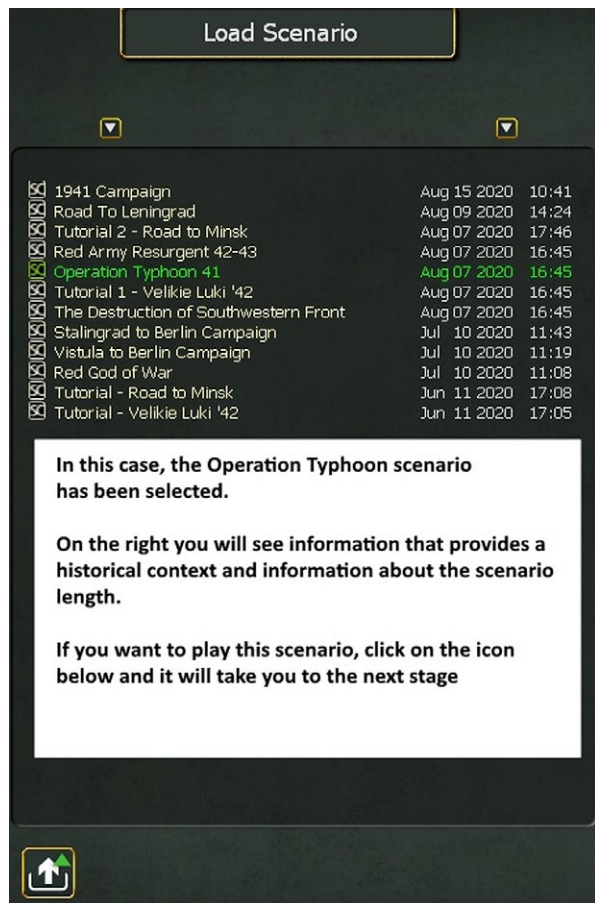 Load Scenario
1941 Campaign Aug 15 2020 10:41
Road To Leningrad Aug 09 2020 14:24
Tutorial 2 - Road to Minsk Aug 07 2020 17:46
Red Army Resurgent 42-43 Aug 07 2020 16:45
Operation Typhoon 41 Aug 07 2020 16:45
Tutorial 1 - Velikie Luki '42 Aug 07 2020 16:45
The Destruction of Southwestern Front Aug 07 2020 16:45
Stalingrad to Berlin Campaign Jul 10 2020 11:43
Vistula to Berlin Campaign Jul 10 2020 11:19
Red God of War Jul 10 2020 11:08
Tutorial - Road to Minsk Jun 11 2020 17:08
Tutorial - Velikie Luki '42 Jun 11 2020 17:05
In this case, the Operation Typhoon scenario
has been selected.
On the right you will see information that provides a
historical context and information about the scenario
length.
If you want to play this scenario, click on the icon
below and it will take you to the next stage